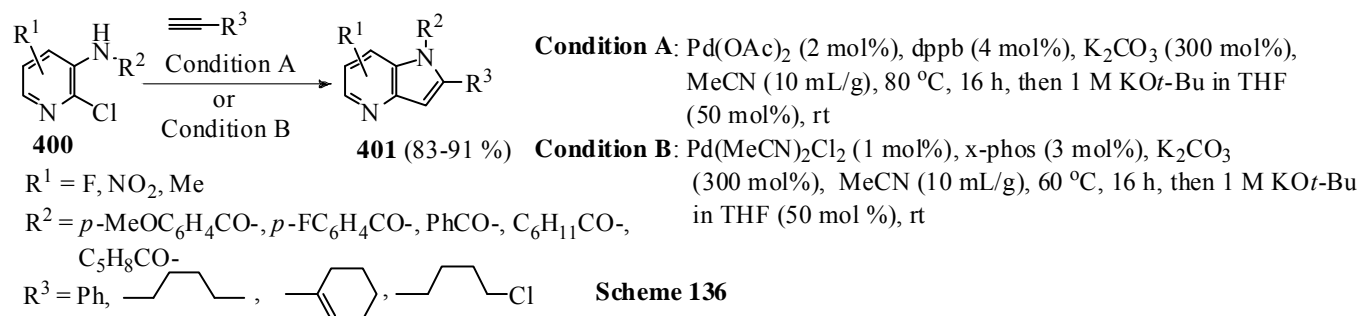 R¹ H N R² Cl N 400
≡ R³
Condition A
or
Condition B
R¹ R² N R³ N
401 (83-91 %)
Condition A: Pd(OAc)₂ (2 mol%), dppb (4 mol%), K₂CO₃ (300 mol%),
MeCN (10 mL/g), 80 °C, 16 h, then 1 M KOt-Bu in THF
(50 mol%), rt
Condition B: Pd(MeCN)₂Cl₂ (1 mol%), x-phos (3 mol%), K₂CO₃
(300 mol%), MeCN (10 mL/g), 60 °C, 16 h, then 1 M KOt-Bu
in THF (50 mol %), rt
R¹ = F, NO₂, Me
R² = p-MeOC₆H₄CO-, p-FC₆H₄CO-, PhCO-, C₆H₁₁CO-,
C₅H₈CO-
R³ = Ph, , , Cl
Scheme 136